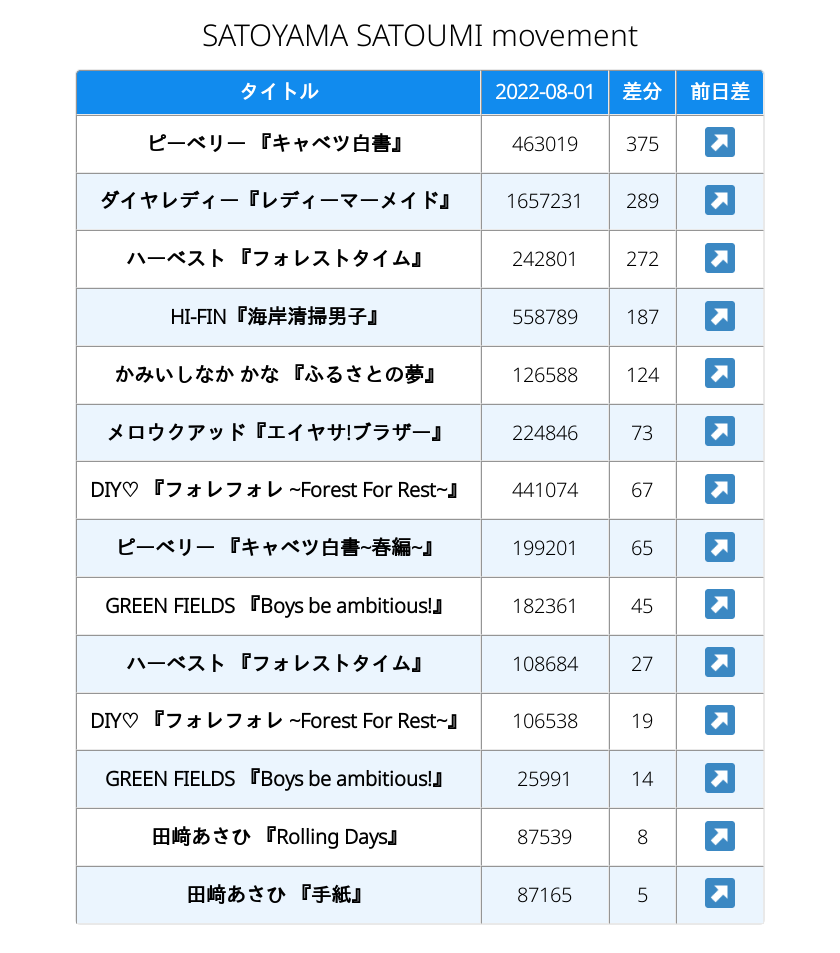 SATOYAMA SATOUMI movement
タイトル 2022-08-01 差分 前日差
ピーベリー 『キャベツ白書』 463019 375 ↗
ダイヤレディー『レディーマーメイド』 1657231 289 ↗
ハーベスト 『フォレストタイム』 242801 272 ↗
HI-FIN『海岸清掃男子』 558789 187 ↗
かみいしなか かな 『ふるさとの夢』 126588 124 ↗
メロウクアッド『エイヤサ!ブラザー』 224846 73 ↗
DIY♡ 『フォレフォレ ~Forest For Rest~』 441074 67 ↗
ピーベリー 『キャベツ白書~春編~』 199201 65 ↗
GREEN FIELDS 『Boys be ambitious!』 182361 45 ↗
ハーベスト 『フォレストタイム』 108684 27 ↗
DIY♡ 『フォレフォレ ~Forest For Rest~』 106538 19 ↗
GREEN FIELDS 『Boys be ambitious!』 25991 14 ↗
田﨑あさひ 『Rolling Days』 87539 8 ↗
田﨑あさひ 『手紙』 87165 5 ↗